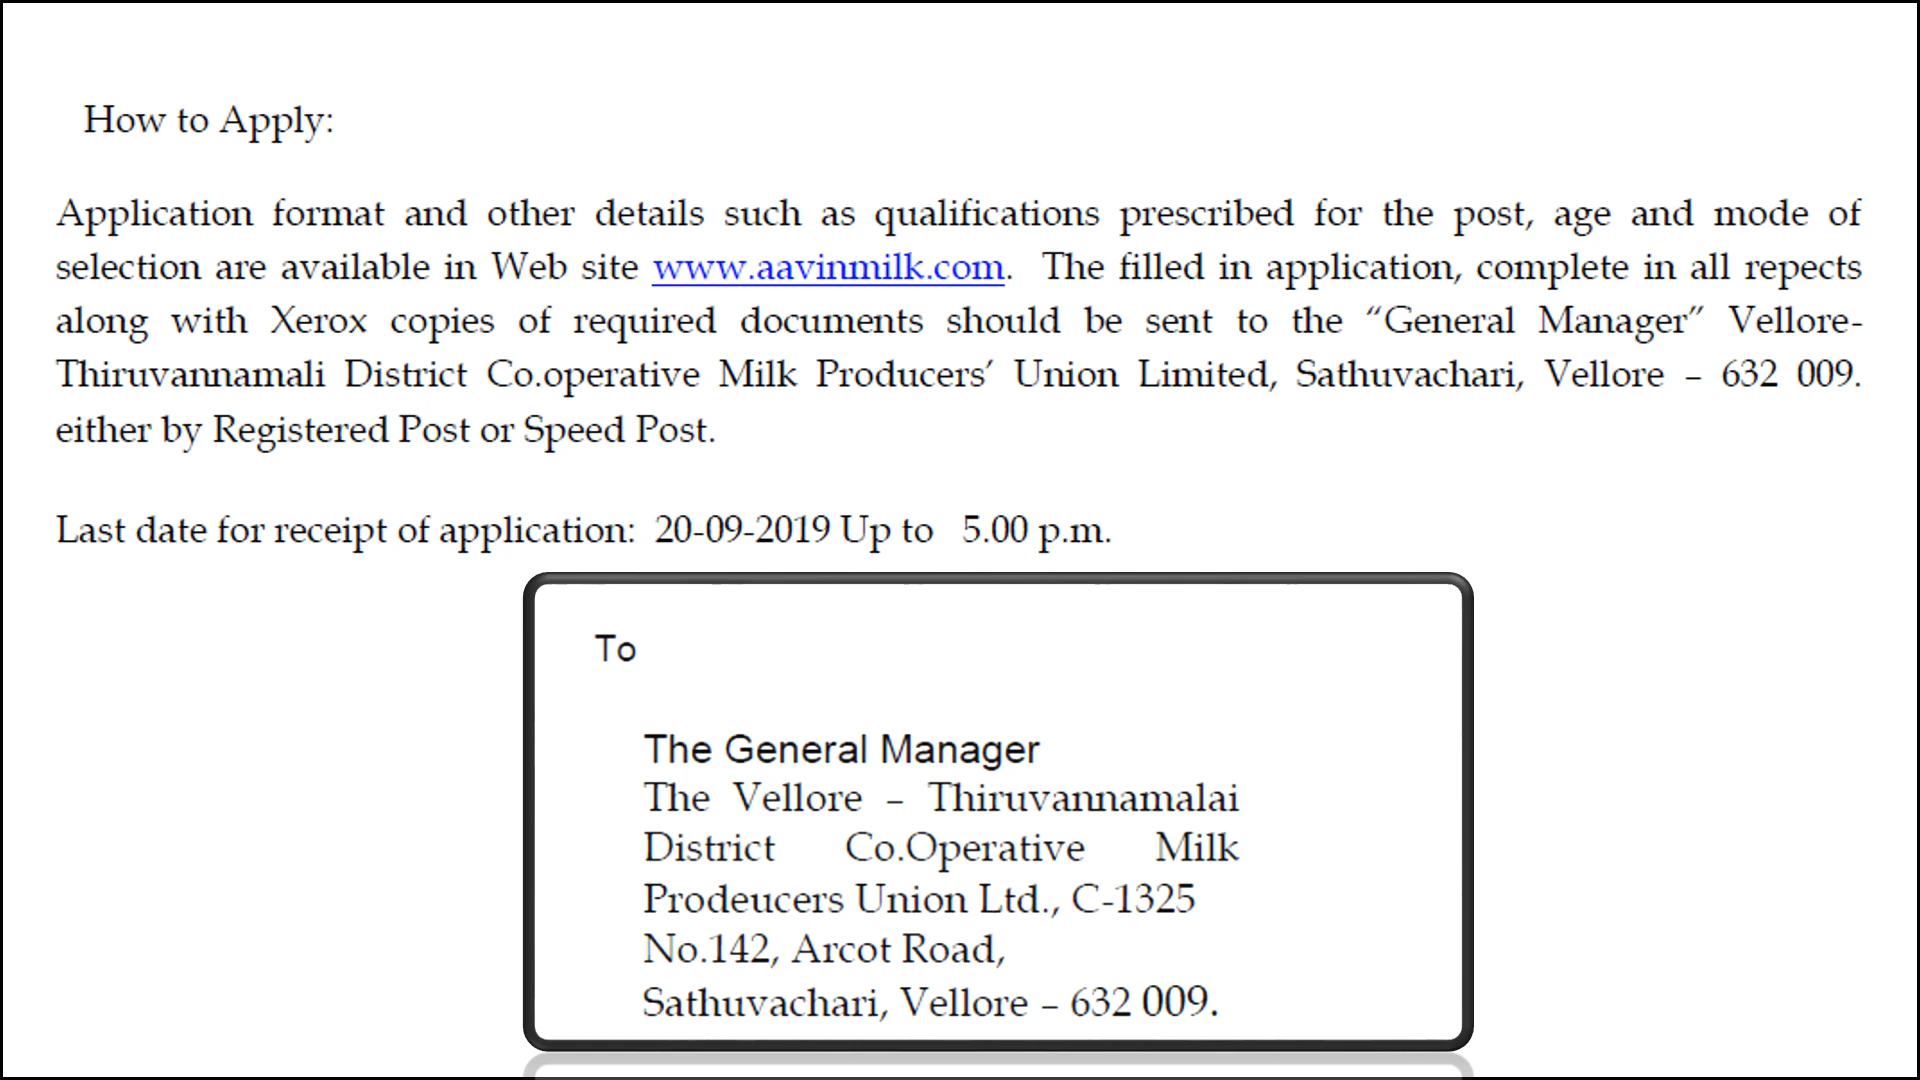 How to Apply:
Application format and other details such as qualifications prescribed for the post, age and mode of
selection are available in Web site www.aavinmilk.com. The filled in application, complete in all repects
along with Xerox copies of required documents should be sent to the “General Manager” Vellore-
Thiruvannamali District Co.operative Milk Producers’ Union Limited, Sathuvachari, Vellore – 632 009.
either by Registered Post or Speed Post.
Last date for receipt of application: 20-09-2019 Up to 5.00 p.m.
To
The General Manager
The Vellore – Thiruvannamalai
District Co.Operative Milk
Prodeucers Union Ltd., C-1325
No.142, Arcot Road,
Sathuvachari, Vellore – 632 009.